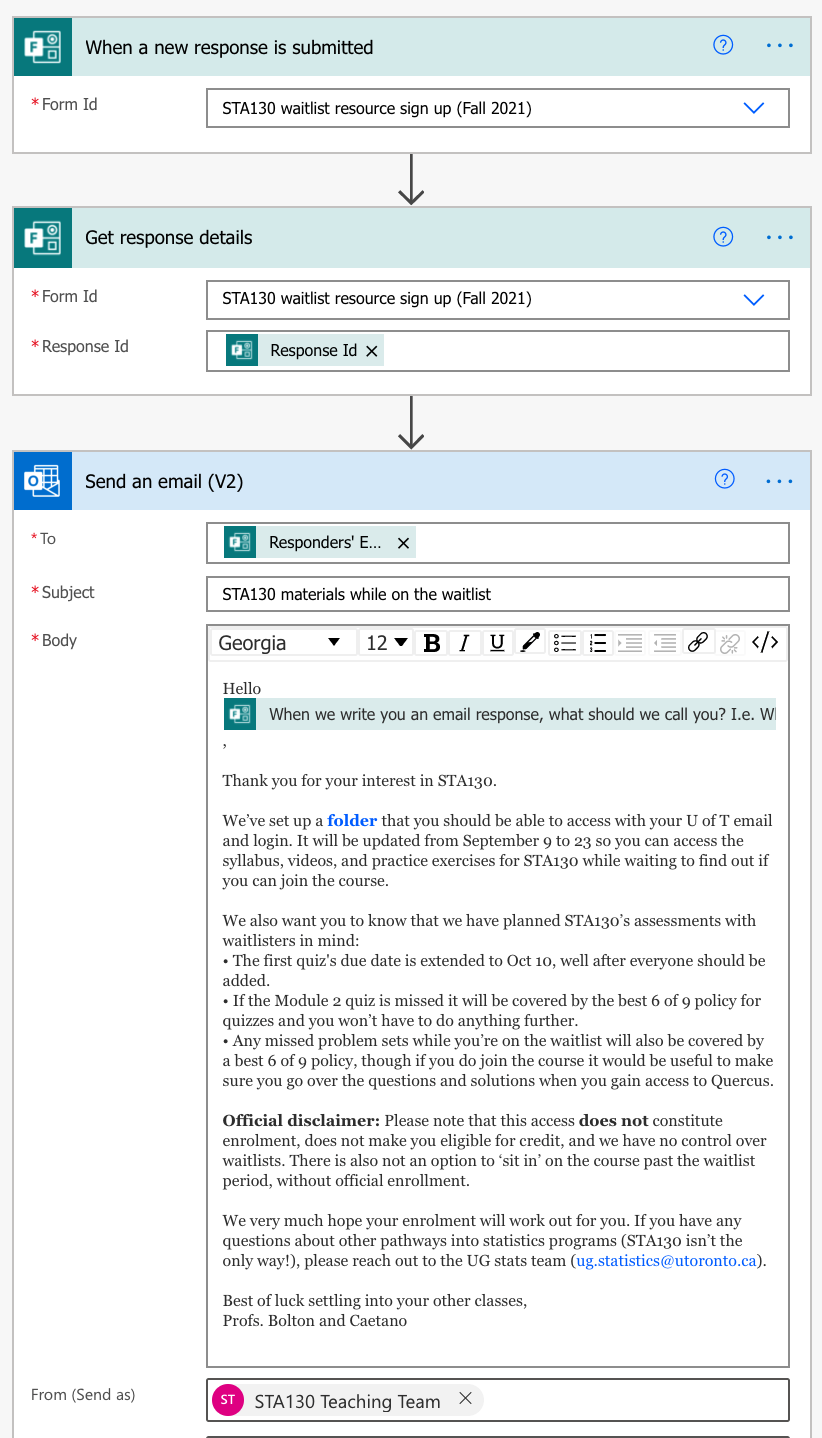 When a new response is submitted
* Form Id
STA130 waitlist resource sign up (Fall 2021)
Get response details
* Form Id
STA130 waitlist resource sign up (Fall 2021)
* Response Id
Response Id ×
Send an email (V2)
* To
Responders' E... ×
* Subject
STA130 materials while on the waitlist
* Body
Georgia 12 B I U </>
Hello
When we write you an email response, what should we call you? I.e.
,
Thank you for your interest in STA130.
We've set up a folder that you should be able to access with your U of T email
and login. It will be updated from September 9 to 23 so you can access the
syllabus, videos, and practice exercises for STA130 while waiting to find out if
you can join the course.
We also want you to know that we have planned STA130's assessments with
waitlisters in mind:
• The first quiz's due date is extended to Oct 10, well after everyone should be
added.
• If the Module 2 quiz is missed it will be covered by the best 6 of 9 policy for
quizzes and you won't have to do anything further.
• Any missed problem sets while you're on the waitlist will also be covered by
a best 6 of 9 policy, though if you do join the course it would be useful to make
sure you go over the questions and solutions when you gain access to Quercus.
Official disclaimer: Please note that this access does not constitute
enrolment, does not make you eligible for credit, and we have no control over
waitlists. There is also not an option to 'sit in' on the course past the waitlist
period, without official enrollment.
We very much hope your enrolment will work out for you. If you have any
questions about other pathways into statistics programs (STA130 isn't the
only way!), please reach out to the UG stats team (ug.statistics@utoronto.ca).
Best of luck settling into your other classes,
Profs. Bolton and Caetano
From (Send as)
ST STA130 Teaching Team ×